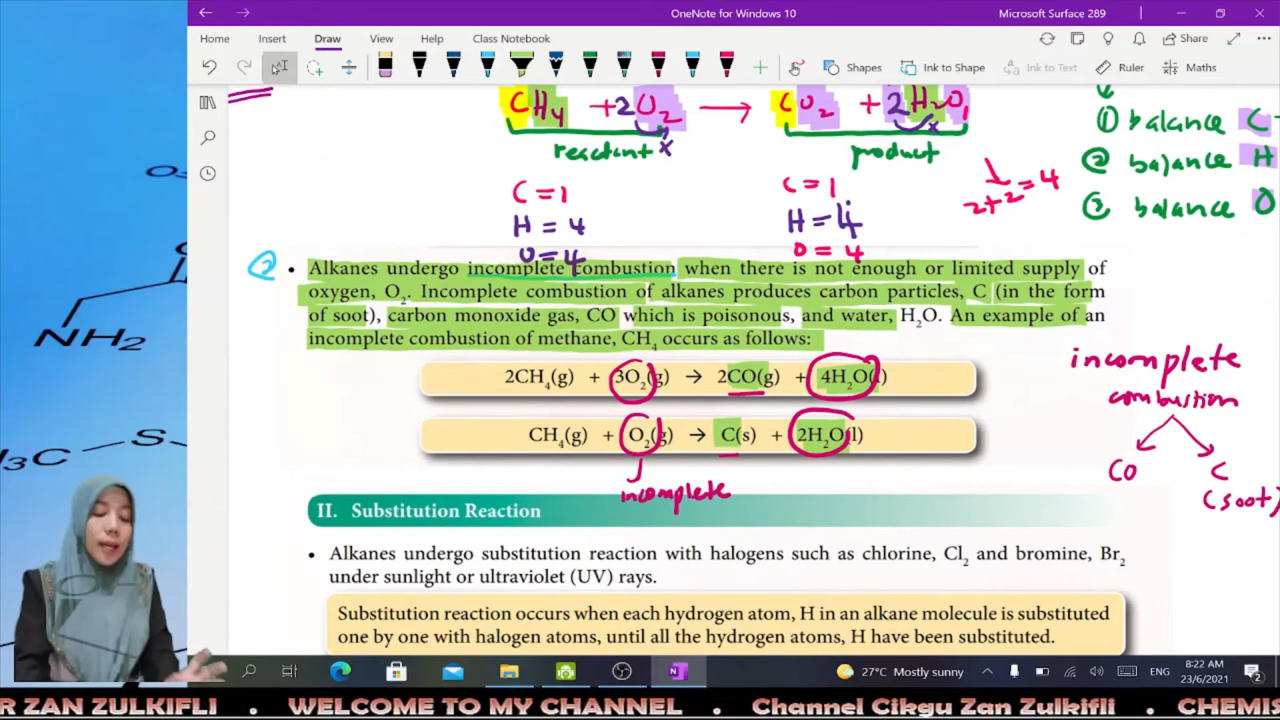 OneNote for Windows 10
Microsoft Surface 289
Home Insert Draw View Help Class Notebook
Share
Shapes Ink to Shape Ink to Text Ruler Maths
CH4 + 2O2 → CO2 + 2H2O
reactant x
product x
① balance C
② balance H
③ balance O
C = 1
H = 4
O = 4
C = 1
H = 4
O = 4
2+2 = 4
②
• Alkanes undergo incomplete combustion when there is not enough or limited supply of
oxygen, O2. Incomplete combustion of alkanes produces carbon particles, C (in the form
of soot), carbon monoxide gas, CO which is poisonous, and water, H2O. An example of an
incomplete combustion of methane, CH4 occurs as follows:
2CH4(g) + 3O2(g) → 2CO(g) + 4H2O(l)
CH4(g) + O2(g) → C(s) + 2H2O(l)
incomplete
incomplete
combustion
CO C
(soot)
II. Substitution Reaction
• Alkanes undergo substitution reaction with halogens such as chlorine, Cl2 and bromine, Br2
under sunlight or ultraviolet (UV) rays.
Substitution reaction occurs when each hydrogen atom, H in an alkane molecule is substituted
one by one with halogen atoms, until all the hydrogen atoms, H have been substituted.
NH2
3C S
27°C Mostly sunny
ENG
8:22 AM
23/6/2021
2
R ZAN ZULKIFLI . WELCOME TO MY CHANNEL . Channel Cikgu Zan Zulkifli . CHEMIS